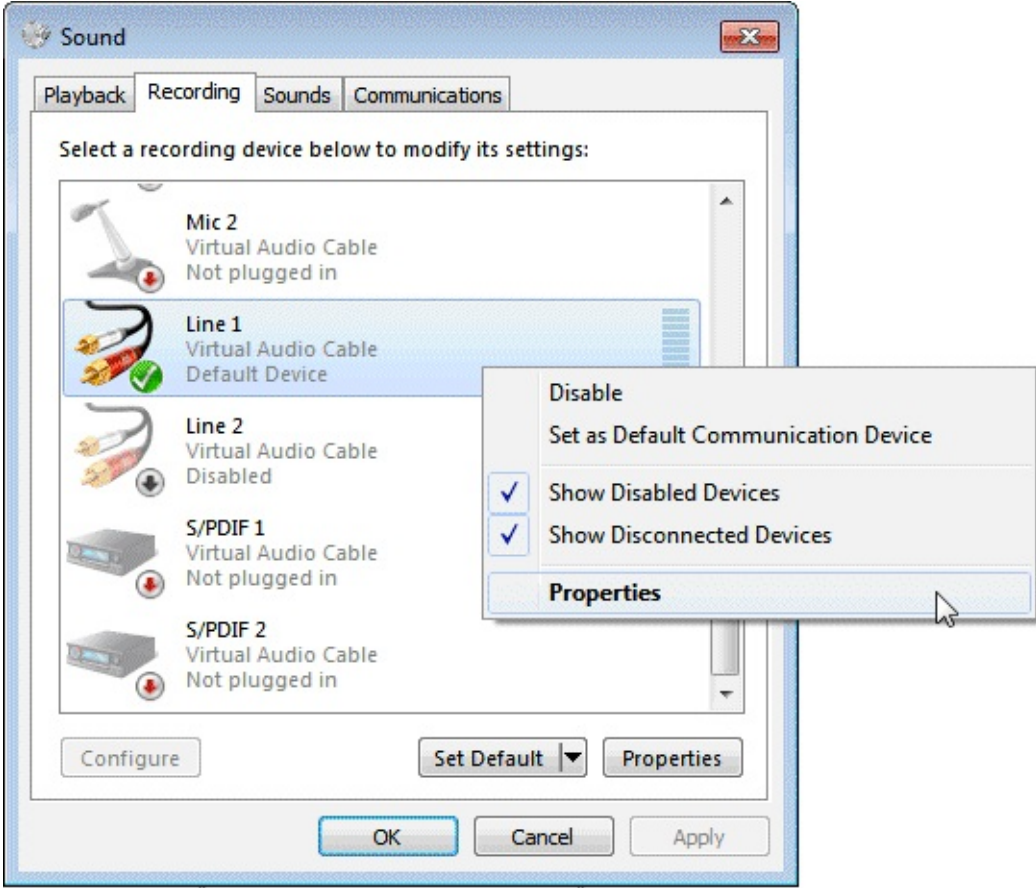 Sound
Playback Recording Sounds Communications
Select a recording device below to modify its settings:
Mic 2
Virtual Audio Cable
Not plugged in
Line 1
Virtual Audio Cable
Default Device
Line 2
Virtual Audio Cable
Disabled
S/PDIF 1
Virtual Audio Cable
Not plugged in
S/PDIF 2
Virtual Audio Cable
Not plugged in
Disable
Set as Default Communication Device
Show Disabled Devices
Show Disconnected Devices
Properties
Configure Set Default Properties
OK Cancel Apply